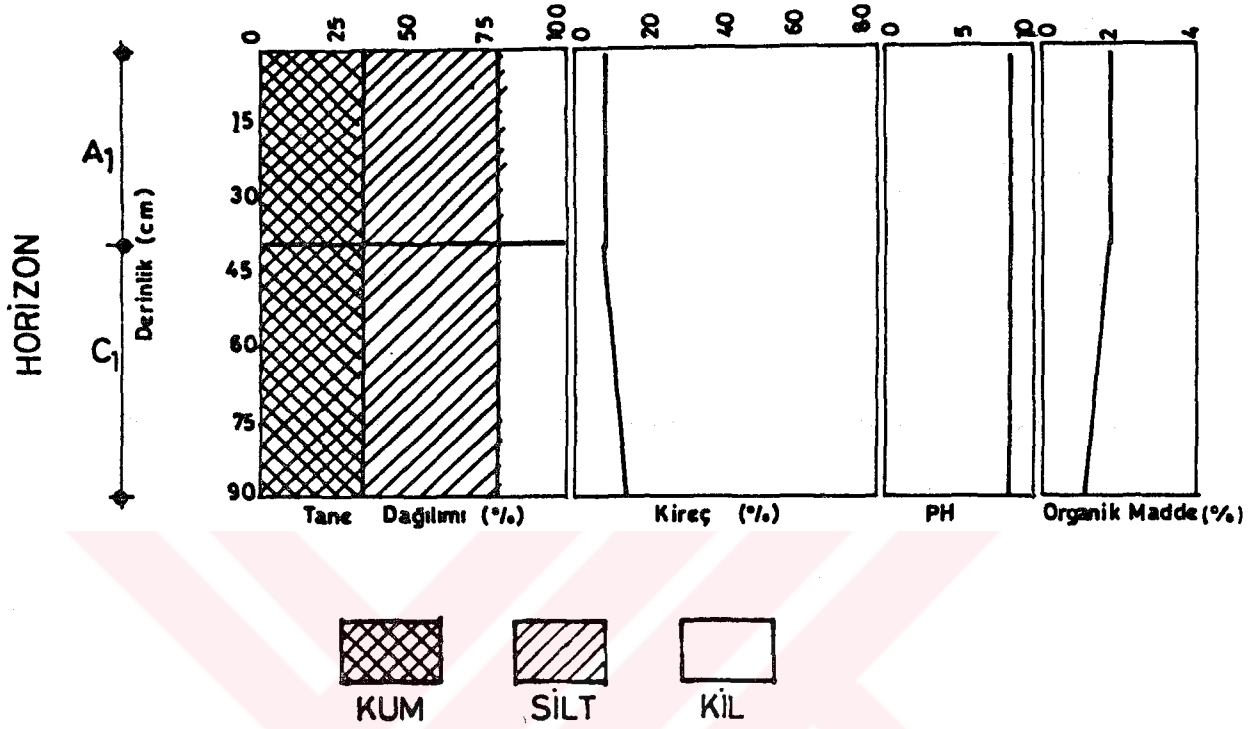 0 25 50 75 100 0 20 40 60 80 0 5 10 0 2 4
HORİZON
A1
C1
Derinlik (cm)
15
30
45
60
75
90
Tane Dağılımı (%) Kireç (%) PH Organik Madde (%)
KUM SİLT KİL